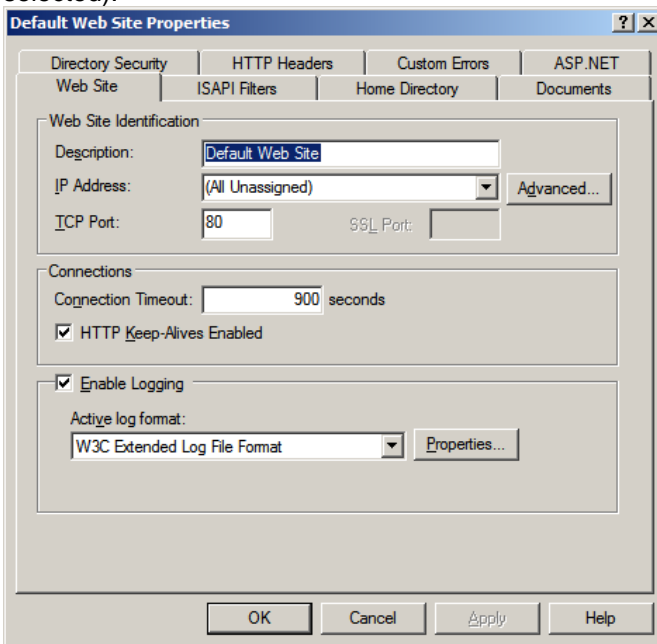 selected).
Default Web Site Properties
Directory Security HTTP Headers Custom Errors ASP.NET
Web Site ISAPI Filters Home Directory Documents
Web Site Identification
Description: Default Web Site
IP Address: (All Unassigned) Advanced...
TCP Port: 80 SSL Port:
Connections
Connection Timeout: 900 seconds
HTTP Keep-Alives Enabled
Enable Logging
Active log format:
W3C Extended Log File Format Properties...
OK Cancel Apply Help